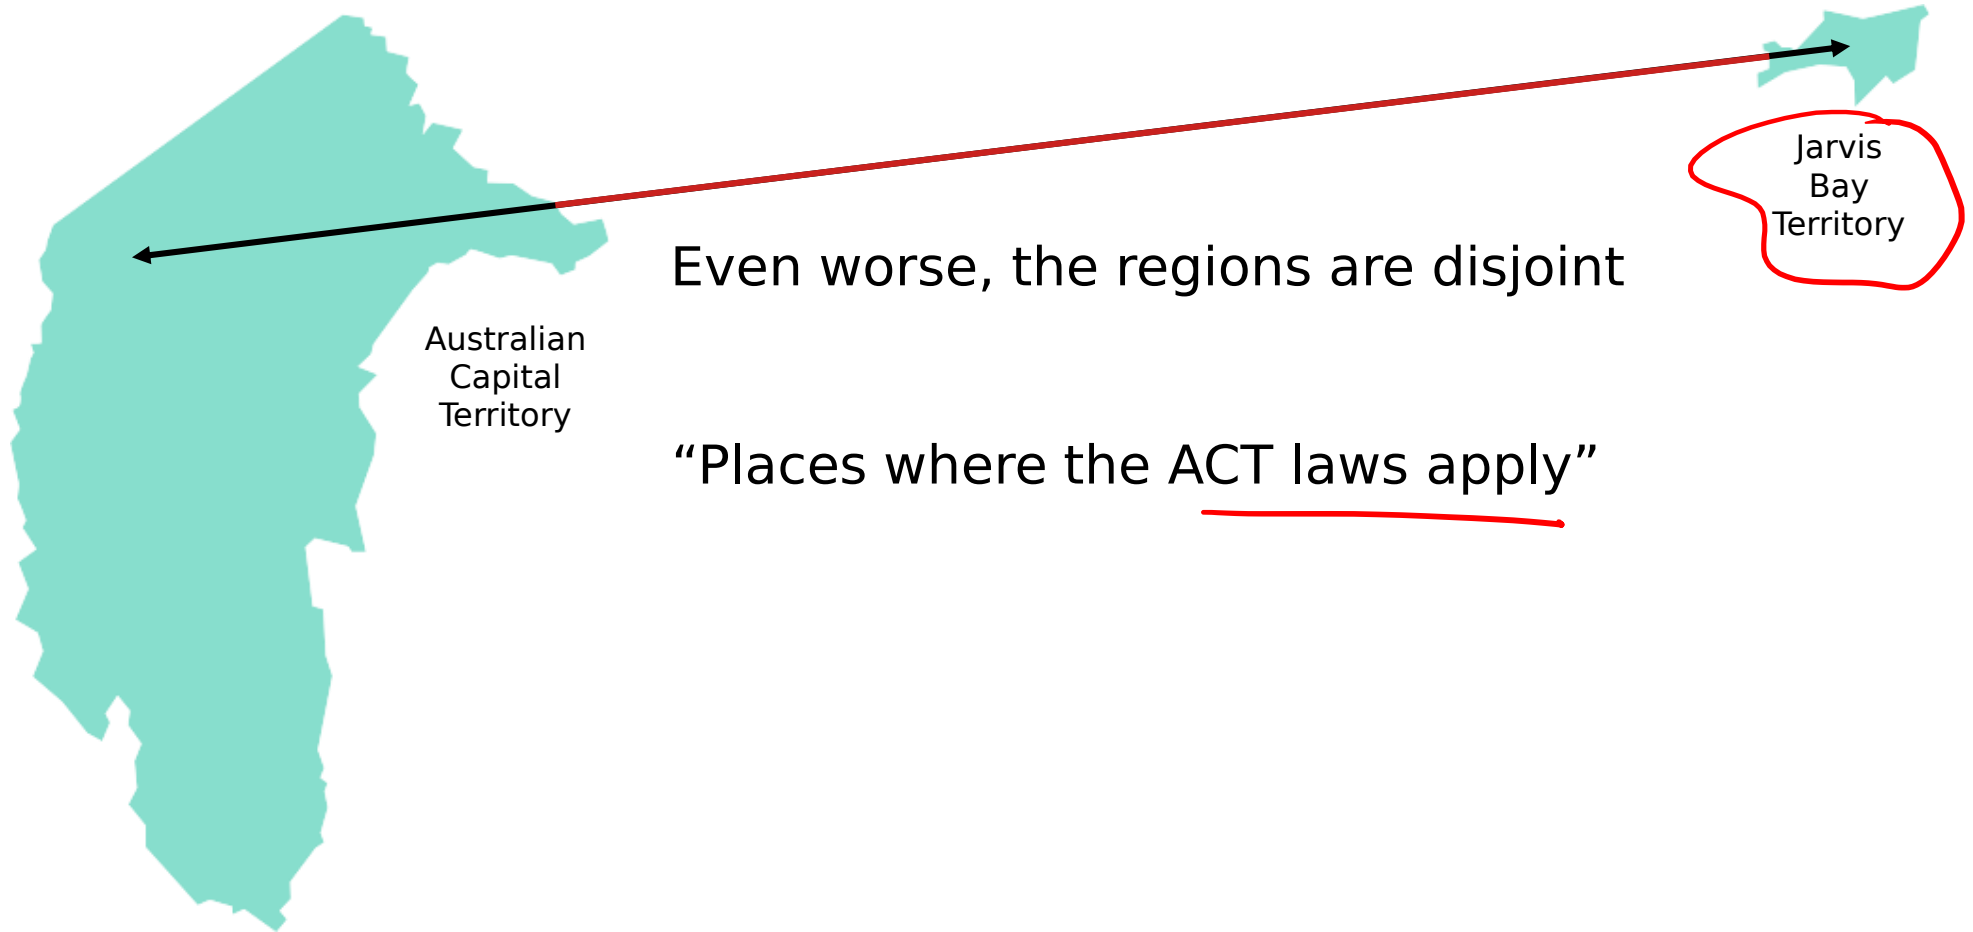 Jarvis
Bay
Territory
Even worse, the regions are disjoint
Australian
Capital
Territory
“Places where the ACT laws apply”